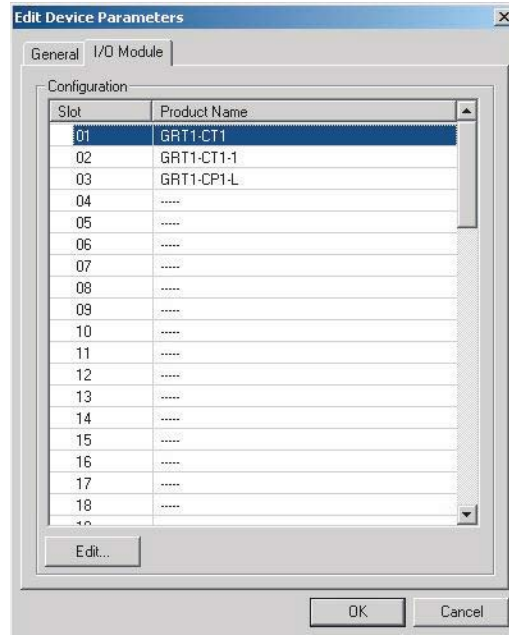 Edit Device Parameters
General I/O Module
Configuration
Slot Product Name
01 GRT1-CT1
02 GRT1-CT1-1
03 GRT1-CP1-L
04 -----
05 -----
06 -----
07 -----
08 -----
09 -----
10 -----
11 -----
12 -----
13 -----
14 -----
15 -----
16 -----
17 -----
18 -----
Edit...
OK Cancel